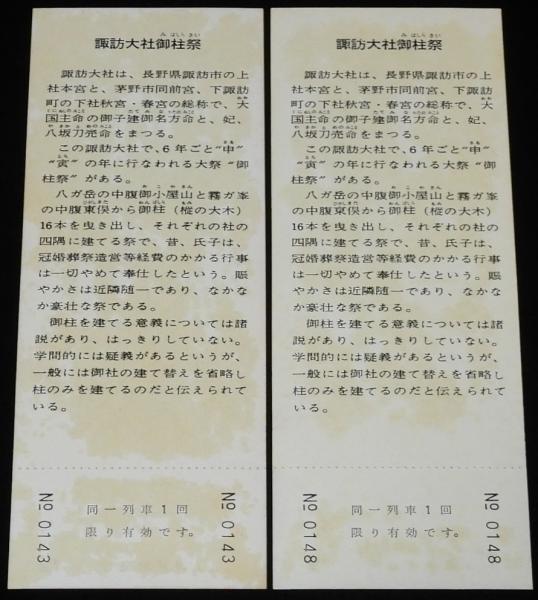 諏訪大社御柱祭
諏訪大社は、長野県諏訪市の上
社本宮と、茅野市同前宮、下諏訪
町の下社秋宮・春宮の総称で、大
国主命の御子建御名方命と、妃、
八坂刀売命をまつる。
この諏訪大社で、6年ごと“申”
“寅”の年に行なわれる大祭“御
柱祭”がある。
八ガ岳の中腹御小屋山と霧ガ峯
の中腹東俣から御柱（樅の大木）
16本を曳き出し、それぞれの社の
四隅に建てる祭で、昔、氏子は、
冠婚葬祭造営等経費のかかる行事
は一切やめて奉仕したという。賑
やかさは近隣随一であり、なかな
か豪壮な祭である。
御柱を建てる意義については諸
説があり、はっきりしていない。
学問的には疑義があるというが、
一般には御社の建て替えを省略し
柱のみを建てるのだと伝えられて
いる。
№ 0143
同一列車1回
限り有効です。
№ 0143
諏訪大社御柱祭
諏訪大社は、長野県諏訪市の上
社本宮と、茅野市同前宮、下諏訪
町の下社秋宮・春宮の総称で、大
国主命の御子建御名方命と、妃、
八坂刀売命をまつる。
この諏訪大社で、6年ごと“申”
“寅”の年に行なわれる大祭“御
柱祭”がある。
八ガ岳の中腹御小屋山と霧ガ峯
の中腹東俣から御柱（樅の大木）
16本を曳き出し、それぞれの社の
四隅に建てる祭で、昔、氏子は、
冠婚葬祭造営等経費のかかる行事
は一切やめて奉仕したという。賑
やかさは近隣随一であり、なかな
か豪壮な祭である。
御柱を建てる意義については諸
説があり、はっきりしていない。
学問的には疑義があるというが、
一般には御社の建て替えを省略し
柱のみを建てるのだと伝えられて
いる。
№ 0148
同一列車1回
限り有効です。
№ 0148